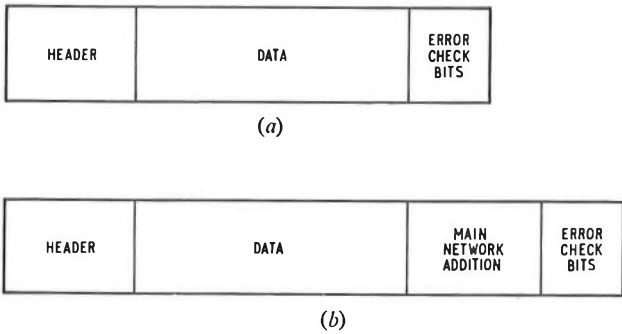 HEADER
DATA
ERROR
CHECK
BITS
(a)
HEADER
DATA
MAIN
NETWORK
ADDITION
ERROR
CHECK
BITS
(b)